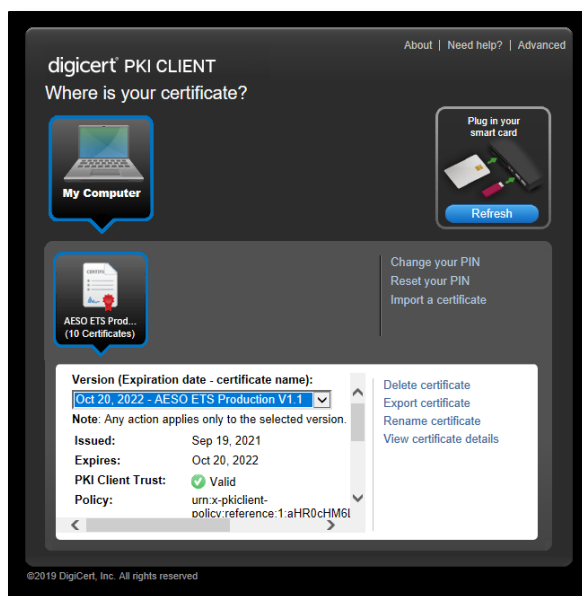 About | Need help? | Advanced
digicert® PKI CLIENT
Where is your certificate?
My Computer
Plug in your
smart card
Refresh
AESO ETS Prod...
(10 Certificates)
Change your PIN
Reset your PIN
Import a certificate
Version (Expiration date - certificate name):
Oct 20, 2022 - AESO ETS Production V1.1
Note: Any action applies only to the selected version.
Issued: Sep 19, 2021
Expires: Oct 20, 2022
PKI Client Trust: Valid
Policy: urn:x-pkiclient-
policy:reference:1:aHR0cHM6L
Delete certificate
Export certificate
Rename certificate
View certificate details
©2019 DigiCert, Inc. All rights reserved